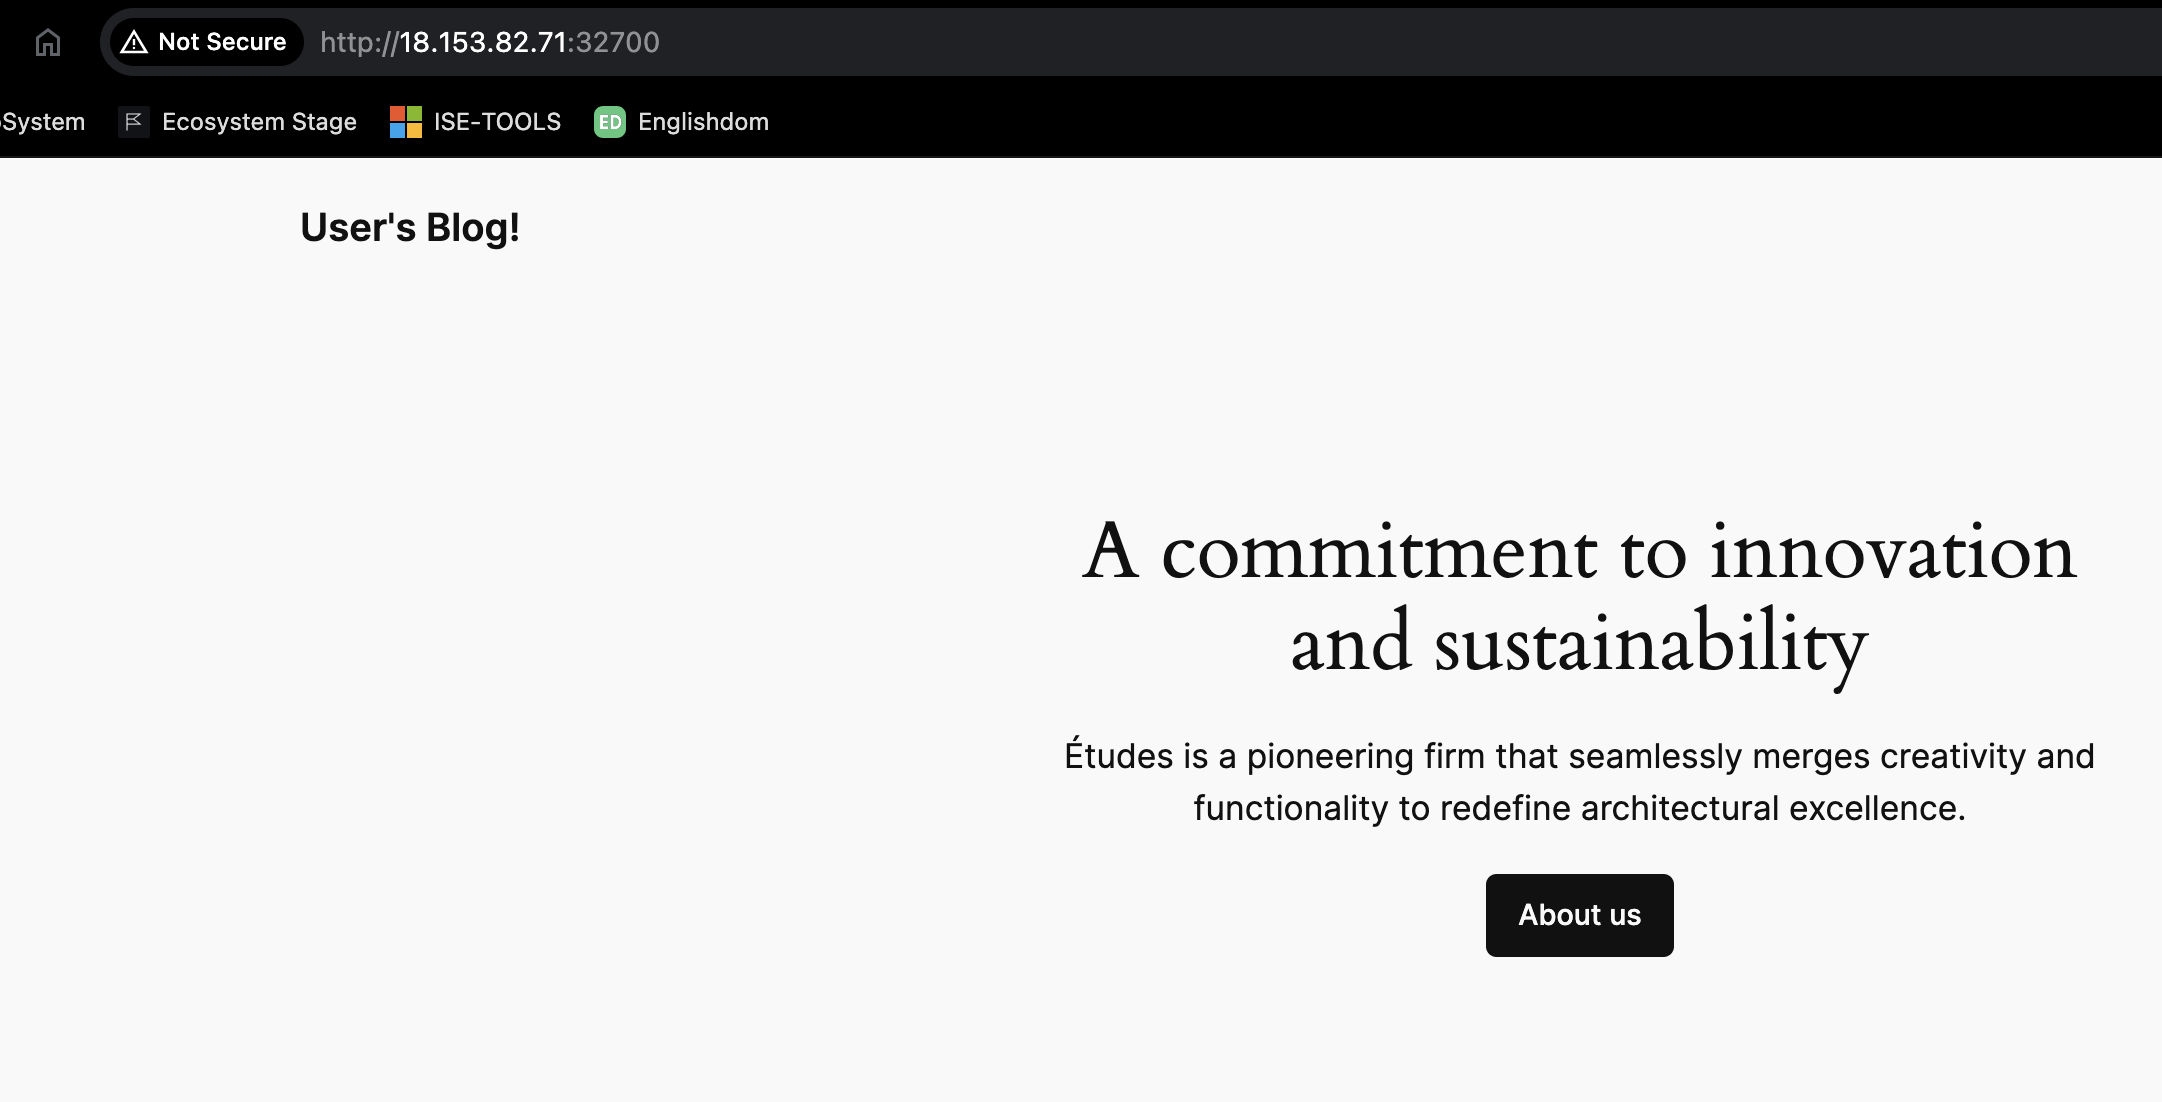 Not Secure http://18.153.82.71:32700
System Ecosystem Stage ISE-TOOLS ED Englishdom
User's Blog!
A commitment to innovation
and sustainability
Études is a pioneering firm that seamlessly merges creativity and
functionality to redefine architectural excellence.
About us